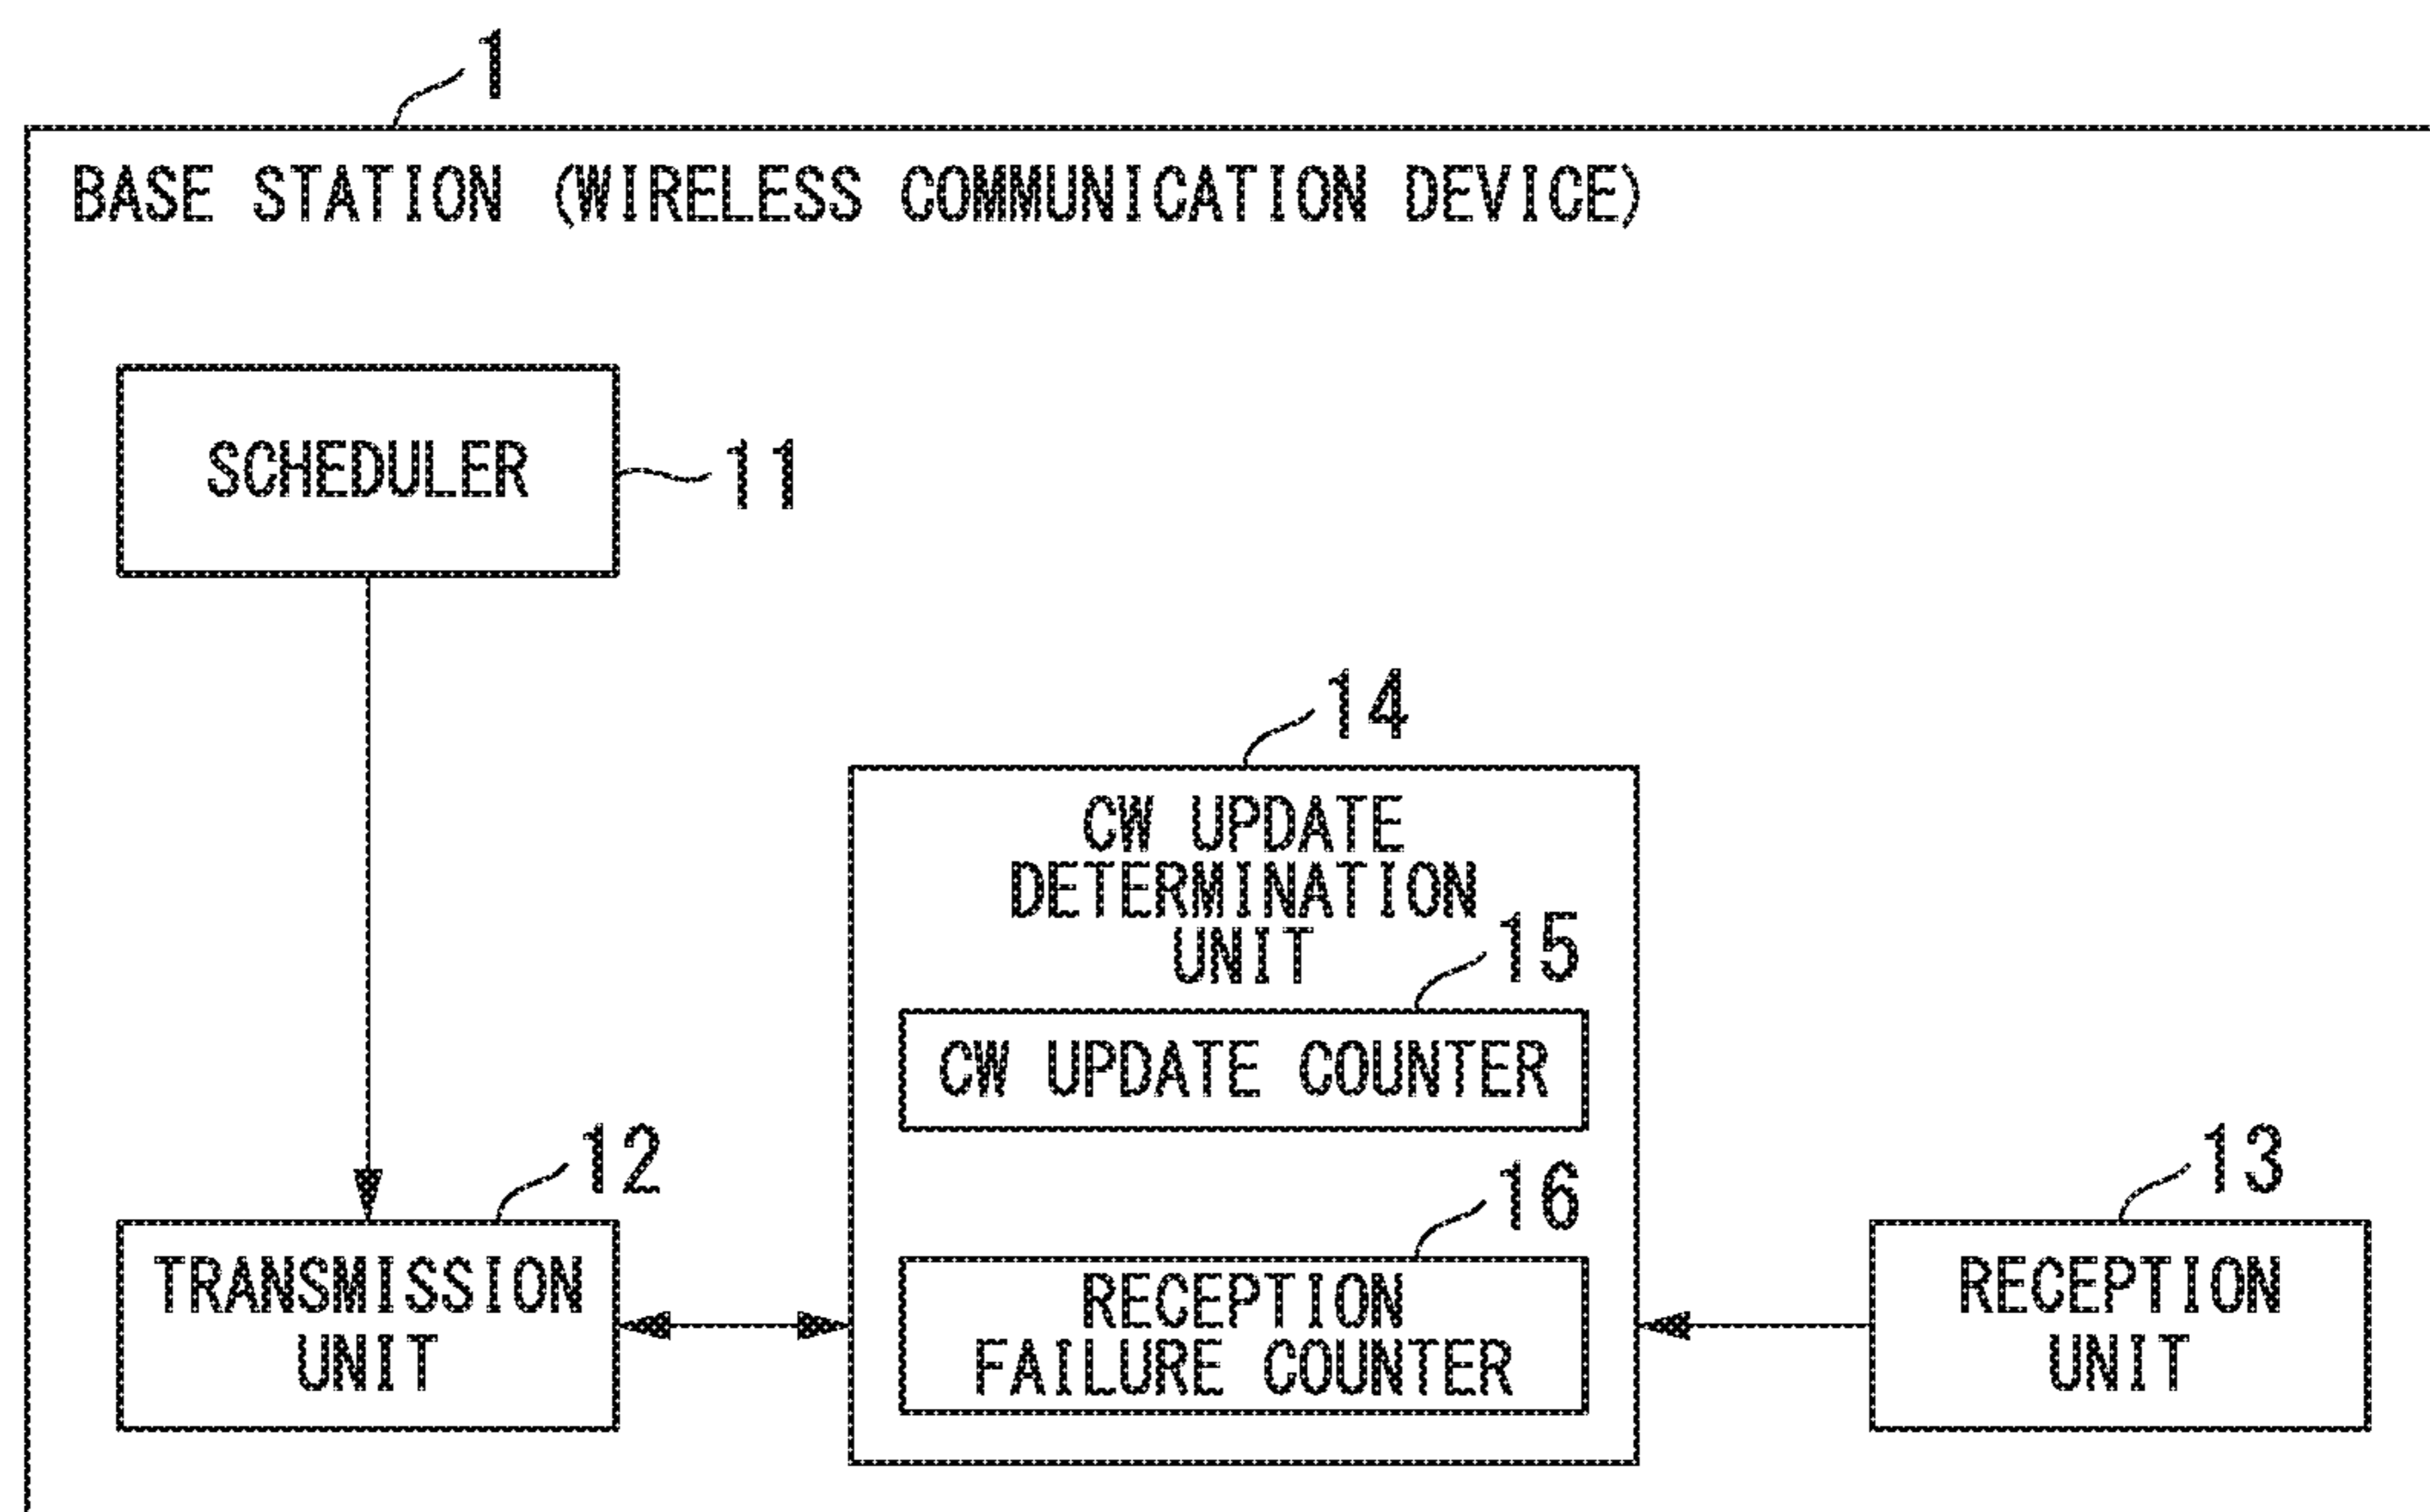 1
BASE STATION (WIRELESS COMMUNICATION DEVICE)
SCHEDULER
11
14
CW UPDATE
DETERMINATION
UNIT
15
CW UPDATE COUNTER
12
TRANSMISSION
UNIT
16
RECEPTION
FAILURE COUNTER
13
RECEPTION
UNIT